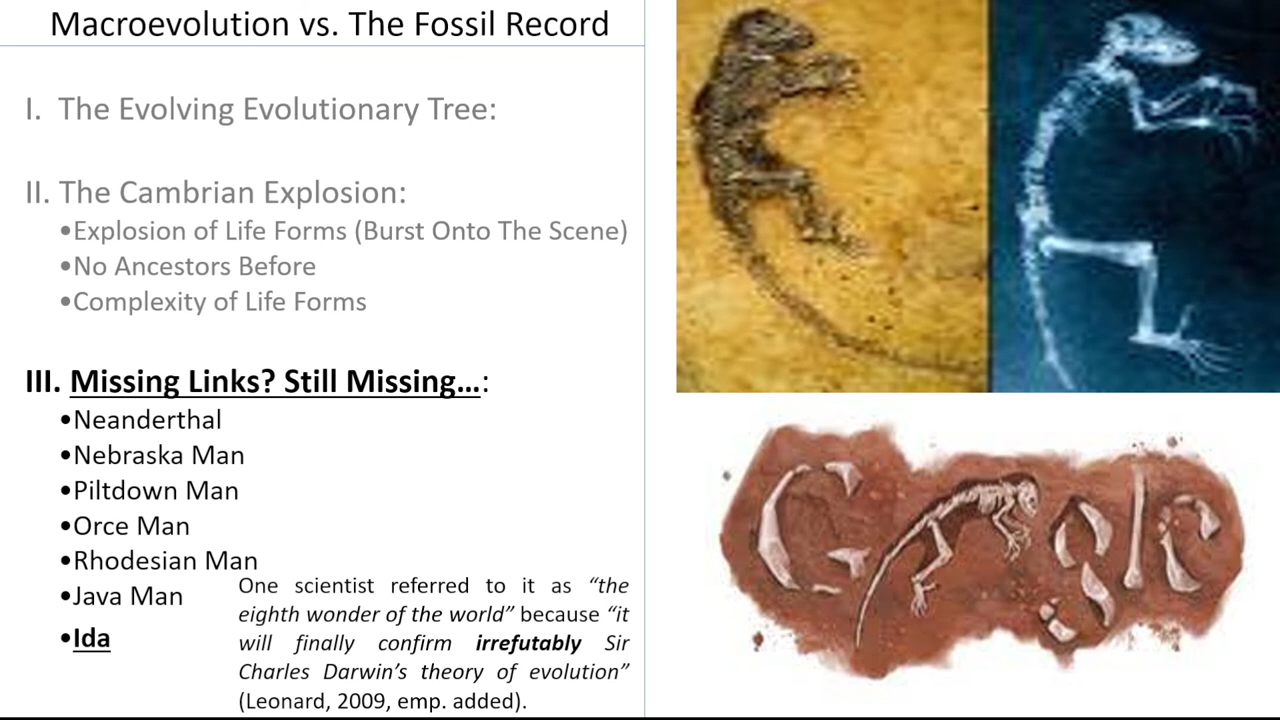 Macroevolution vs. The Fossil Record
I. The Evolving Evolutionary Tree:
II. The Cambrian Explosion:
•Explosion of Life Forms (Burst Onto The Scene)
•No Ancestors Before
•Complexity of Life Forms
III. Missing Links? Still Missing…:
•Neanderthal
•Nebraska Man
•Piltdown Man
•Orce Man
•Rhodesian Man
•Java Man
•Ida
One scientist referred to it as “the
eighth wonder of the world” because “it
will finally confirm irrefutably Sir
Charles Darwin’s theory of evolution”
(Leonard, 2009, emp. added).
Google